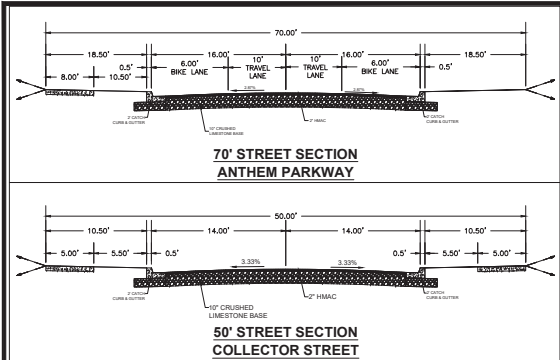 70.00'
18.50' 16.00' 16.00' 18.50'
0.5' 6.00' BIKE LANE 10' TRAVEL LANE 10' TRAVEL LANE 6.00' BIKE LANE 0.5'
8.00' 10.50'
2.67% 2.67%
2' CATCH CURB & GUTTER
10" CRUSHED LIMESTONE BASE
2" HMAC
2' CATCH CURB & GUTTER
70' STREET SECTION
ANTHEM PARKWAY
50.00'
10.50' 14.00' 14.00' 10.50'
5.00' 5.50' 0.5' 0.5' 5.50' 5.00'
3.33% 3.33%
2' CATCH CURB & GUTTER
10" CRUSHED LIMESTONE BASE
2" HMAC
2' CATCH CURB & GUTTER
50' STREET SECTION
COLLECTOR STREET